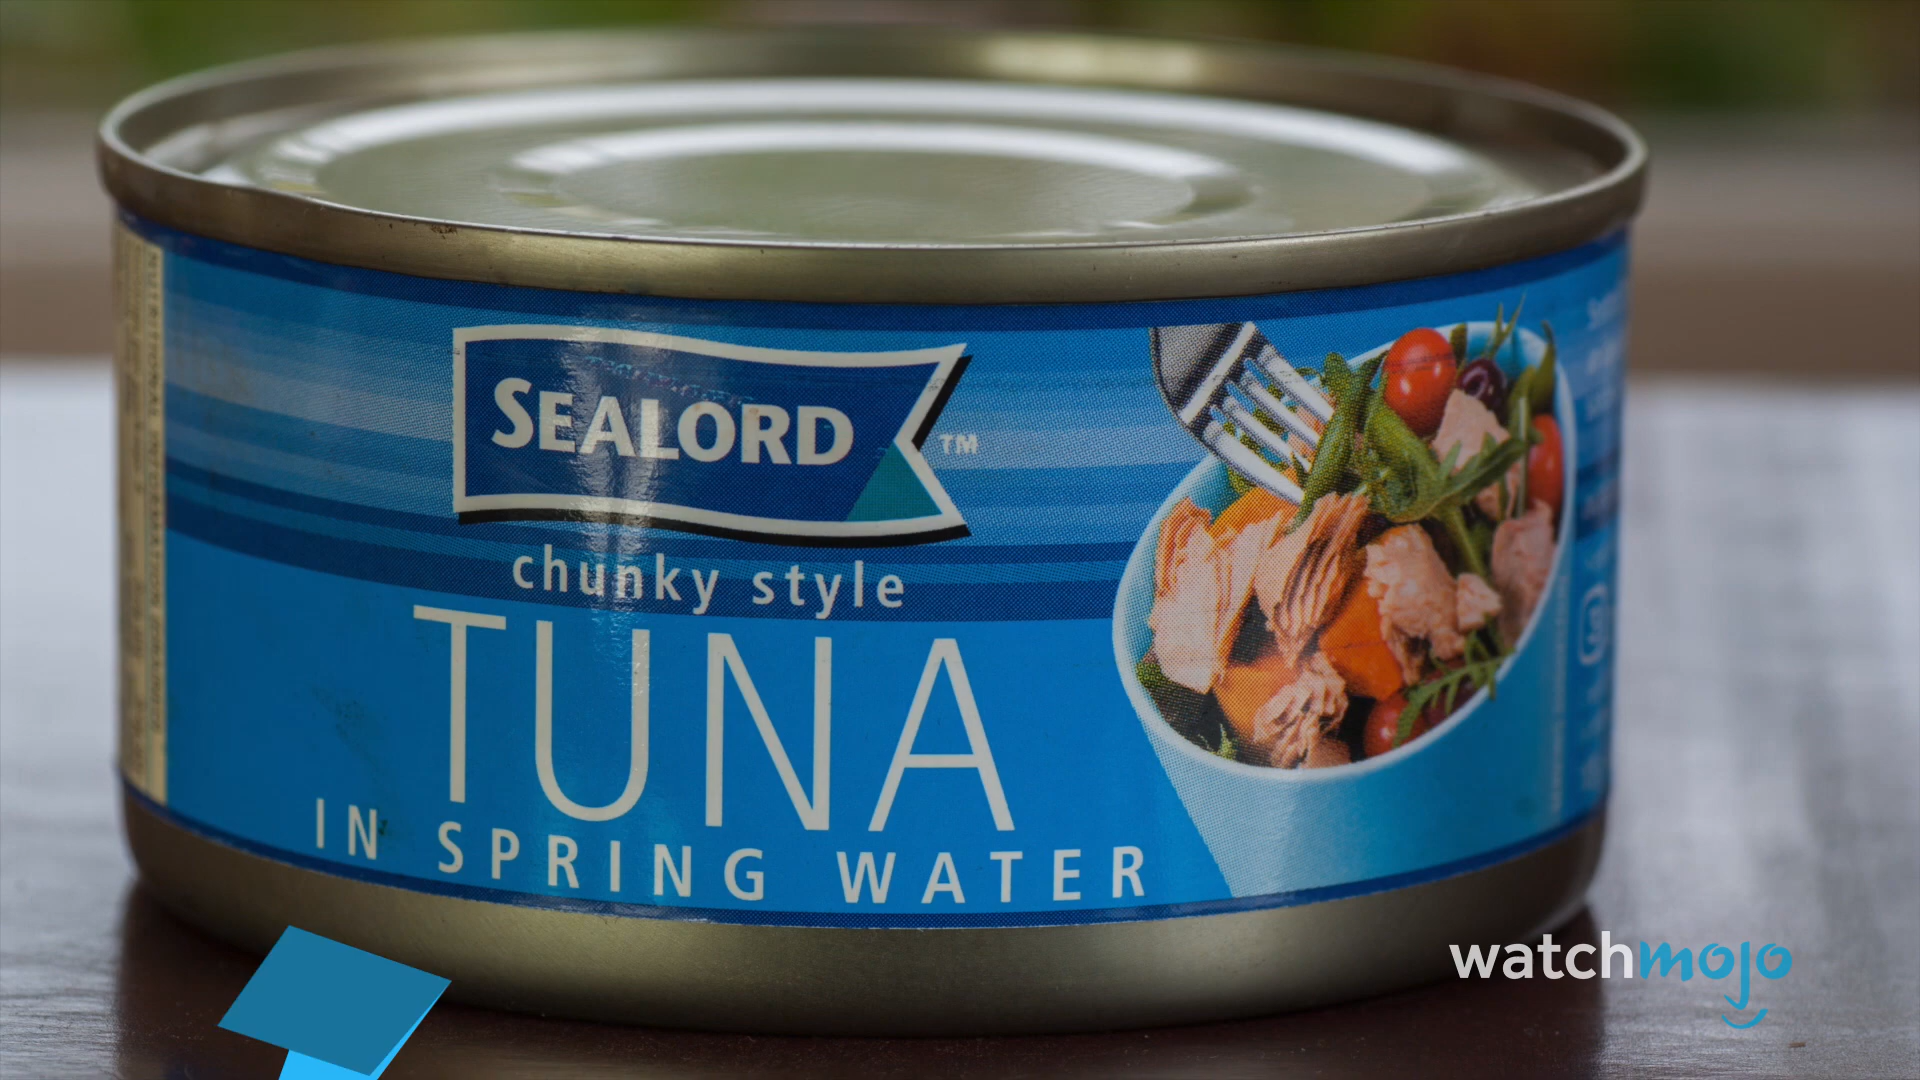 SEALORD
TM
chunky style
TUNA
IN SPRING WATER
watchmojo